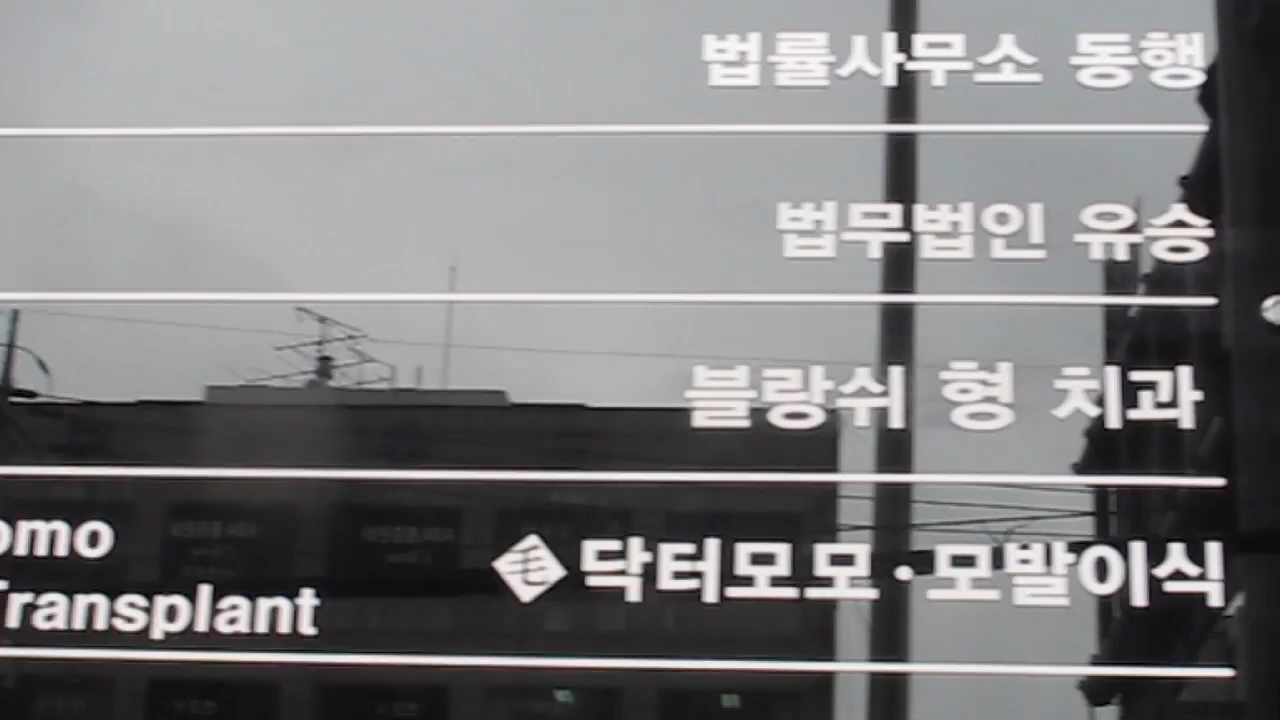 법률사무소 동행
법무법인 유승
블랑쉬 형 치과
omo
Transplant
毛 닥터모모·모발이식